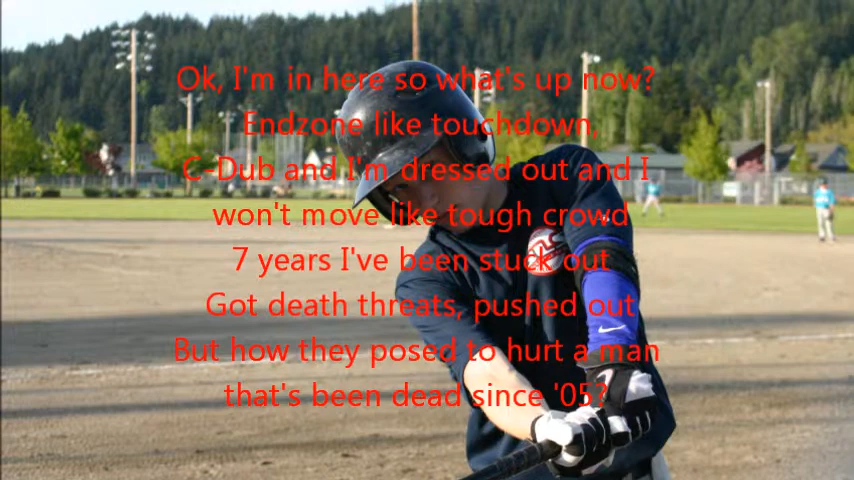 Ok, I'm in here so what's up now?
Endzone like touchdown,
C-Dub and I'm dressed out and I
won't move like tough crowd
7 years I've been stuck out
Got death threats, pushed out
But how they posed to hurt a man
that's been dead since '05?